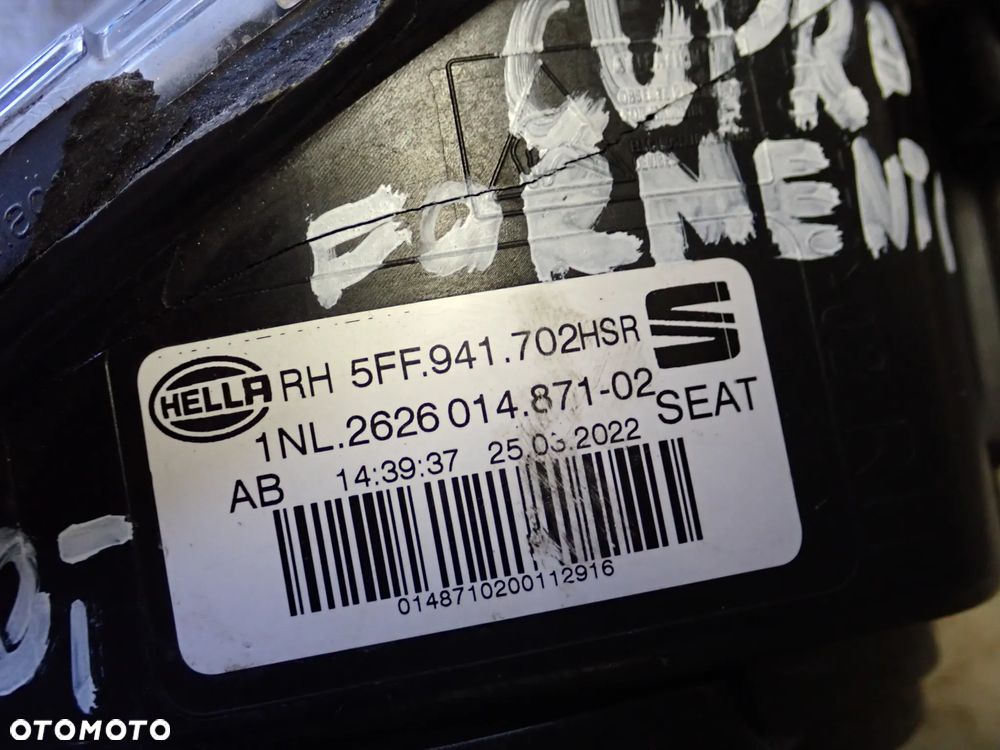 CUPRA
FORMENT
HELLA
RH 5FF.941.702HSR
1NL.2626 014.871-02
SEAT
AB
14:39:37 25.03.2022
0148710200112916
OTOMOTO